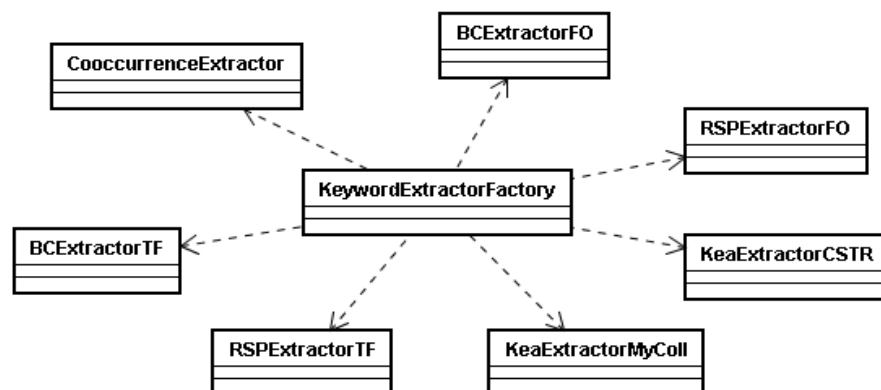 BCExtractorFO
CooccurrenceExtractor
RSPExtractorFO
KeywordExtractorFactory
BCExtractorTF
KeaExtractorCSTR
RSPExtractorTF
KeaExtractorMyColl